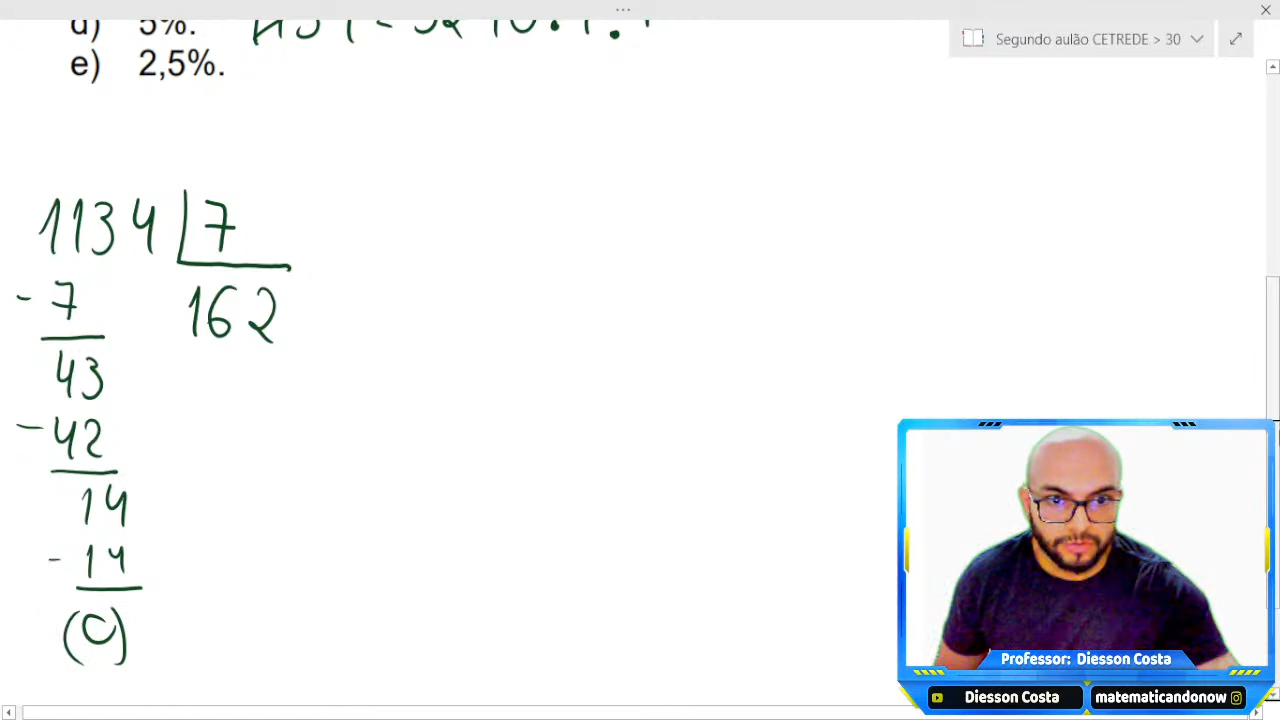 d) 5%.
e) 2,5%.
Segundo aulão CETREDE > 30
1134 7
- 7 162
43
- 42
14
- 14
(0)
Professor: Diesson Costa
Diesson Costa matematicandonow